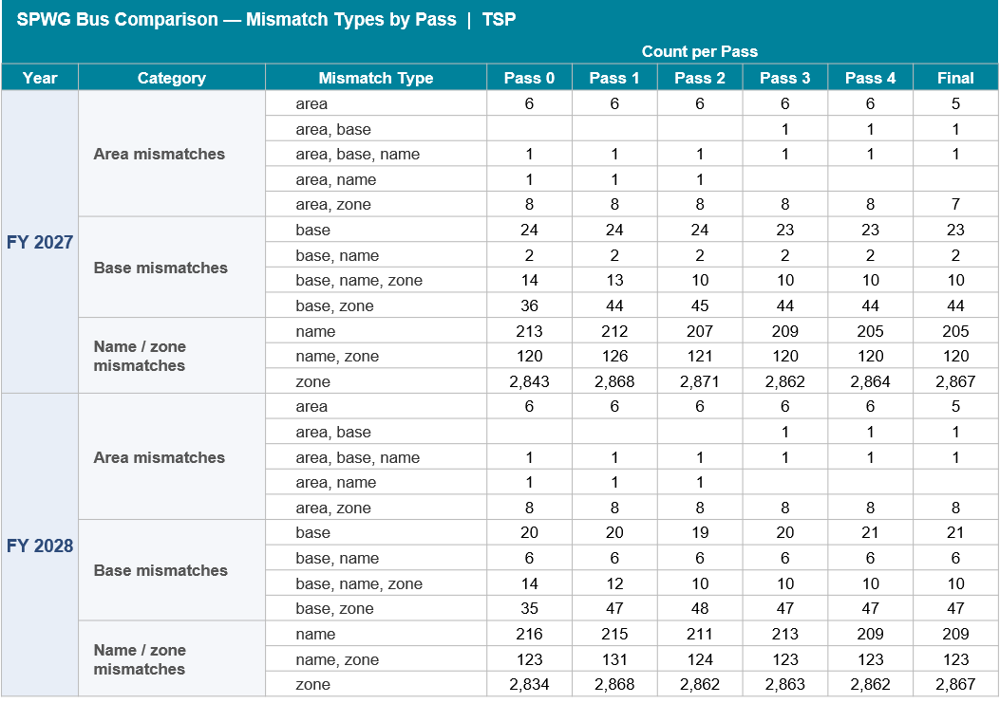 SPWG Bus Comparison — Mismatch Types by Pass | TSP
Count per Pass
Year Category Mismatch Type Pass 0 Pass 1 Pass 2 Pass 3 Pass 4 Final
FY 2027
Area mismatches
area 6 6 6 6 6 5
area, base 1 1 1
area, base, name 1 1 1 1 1 1
area, name 1 1 1
area, zone 8 8 8 8 8 7
Base mismatches
base 24 24 24 23 23 23
base, name 2 2 2 2 2 2
base, name, zone 14 13 10 10 10 10
base, zone 36 44 45 44 44 44
Name / zone
mismatches
name 213 212 207 209 205 205
name, zone 120 126 121 120 120 120
zone 2,843 2,868 2,871 2,862 2,864 2,867
FY 2028
Area mismatches
area 6 6 6 6 6 5
area, base 1 1 1
area, base, name 1 1 1 1 1 1
area, name 1 1 1
area, zone 8 8 8 8 8 8
Base mismatches
base 20 20 19 20 21 21
base, name 6 6 6 6 6 6
base, name, zone 14 12 10 10 10 10
base, zone 35 47 48 47 47 47
Name / zone
mismatches
name 216 215 211 213 209 209
name, zone 123 131 124 123 123 123
zone 2,834 2,868 2,862 2,863 2,862 2,867